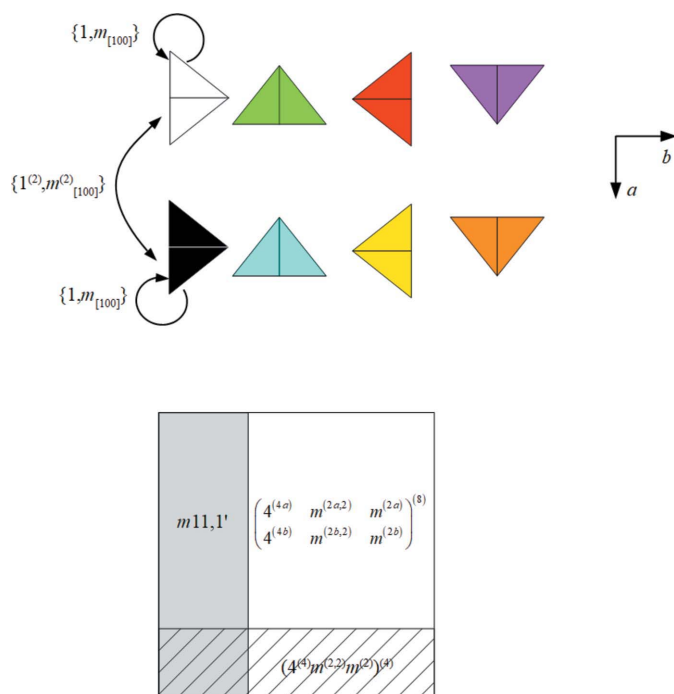 {1,m[100]}
{1(2),m(2)[100]}
b
a
{1,m[100]}
m11,1'
(4(4a) m(2a,2) m(2a))(8)
(4(4b) m(2b,2) m(2b))
(4(4)m(2,2)m(2))(4)